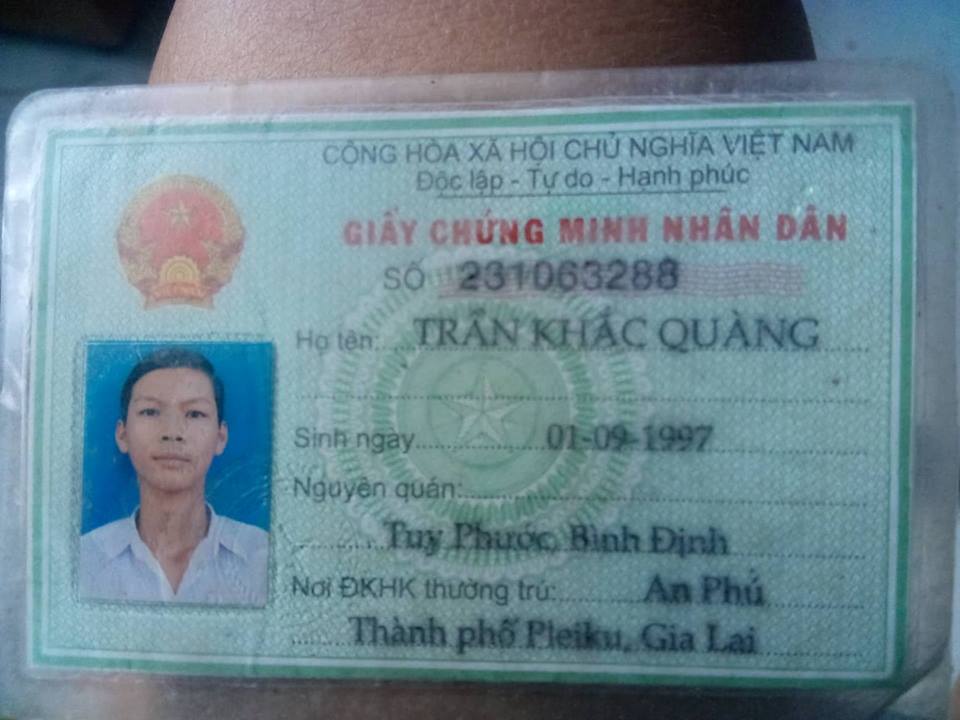 CỘNG HÒA XÃ HỘI CHỦ NGHĨA VIỆT NAM
Độc lập - Tự do - Hạnh phúc
GIẤY CHỨNG MINH NHÂN DÂN
SỐ 231063288
Họ tên: TRẦN KHẮC QUÀNG
Sinh ngày 01-09-1997
Nguyên quán:
Tuy Phước, Bình Định
Nơi ĐKHK thường trú: An Phú
Thành phố Pleiku, Gia Lai